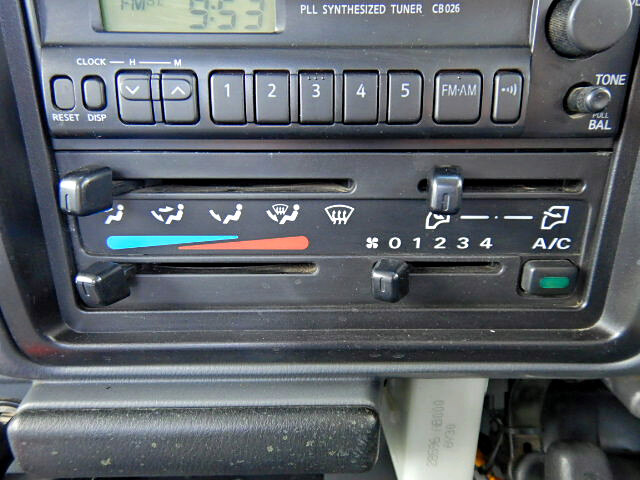 FM
9:53
PLL SYNTHESIZED TUNER CB026
CLOCK H M
RESET DISP
1 2 3 4 5 FM·AM
TONE
PULL
BAL
0 1 2 3 4 A/C